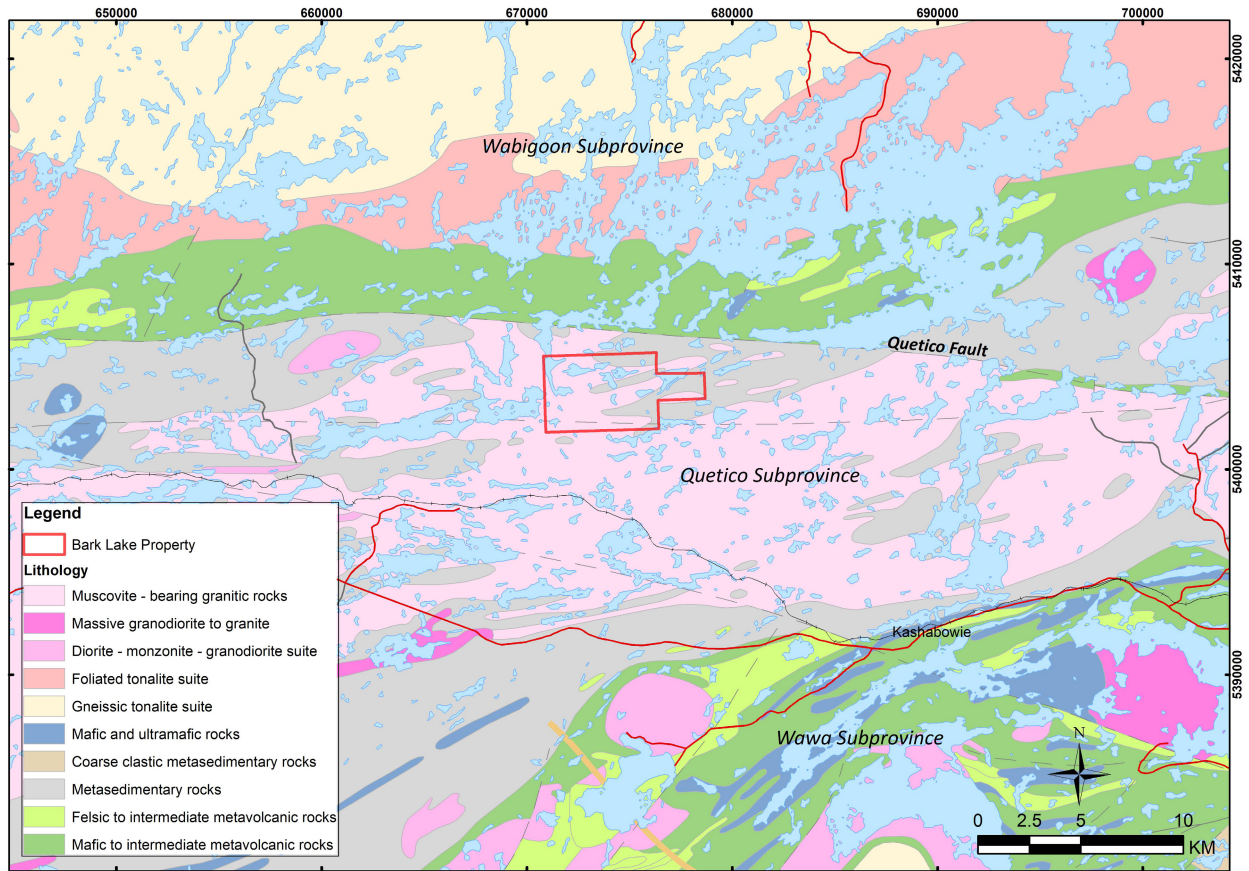 650000
660000
670000
680000
690000
700000
5420000
Wabigoon Subprovince
5410000
Quetico Fault
Quetico Subprovince
5400000
Legend
Bark Lake Property
Lithology
Muscovite - bearing granitic rocks
Massive granodiorite to granite
Diorite - monzonite - granodiorite suite
Foliated tonalite suite
Gneissic tonalite suite
Mafic and ultramafic rocks
Coarse clastic metasedimentary rocks
Metasedimentary rocks
Felsic to intermediate metavolcanic rocks
Mafic to intermediate metavolcanic rocks
Kashabowie
5390000
Wawa Subprovince
N
0 2.5 5 10
KM